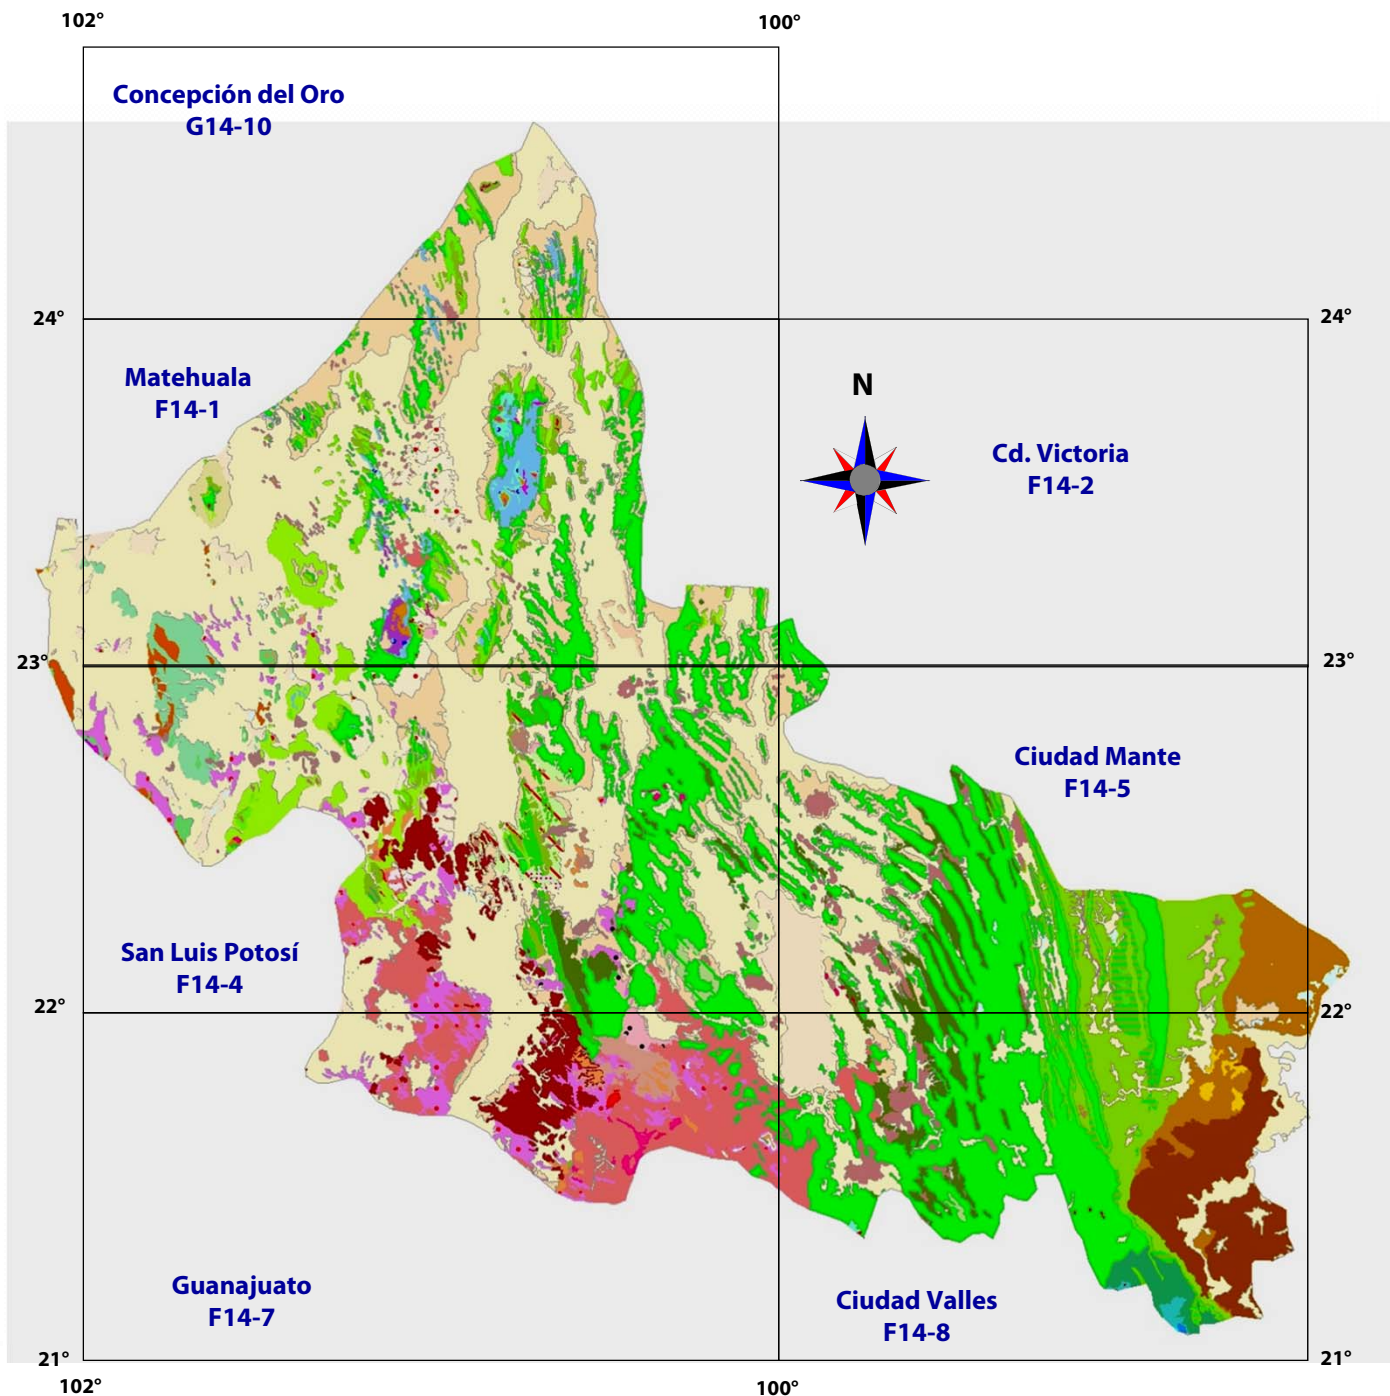 102°
100°
Concepción del Oro
G14-10
24°
24°
Matehuala
F14-1
N
Cd. Victoria
F14-2
23°
23°
Ciudad Mante
F14-5
San Luis Potosí
F14-4
22°
22°
Guanajuato
F14-7
Ciudad Valles
F14-8
21°
21°
102°
100°